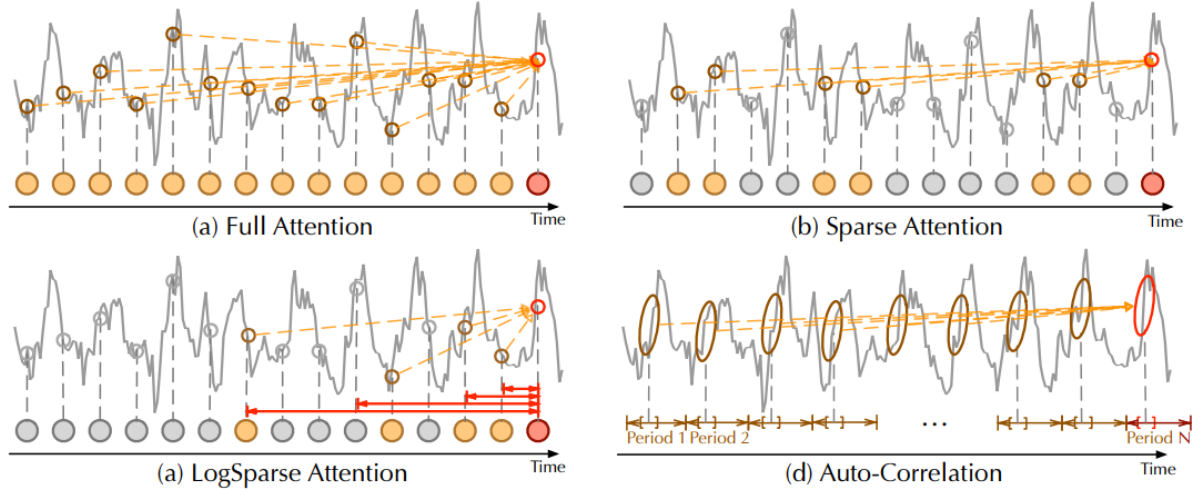 Time
(a) Full Attention
Time
(b) Sparse Attention
Time
(a) LogSparse Attention
Period 1 Period 2 ... Period N
Time
(d) Auto-Correlation